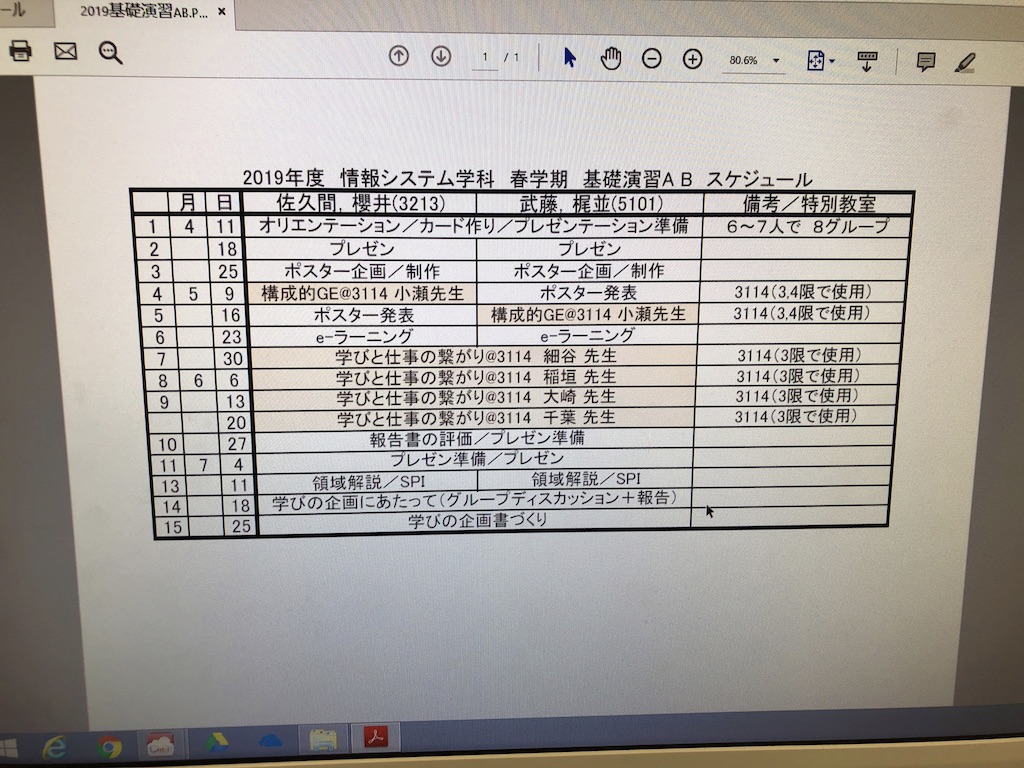 ール
2019基礎演習AB.P... ×
1 / 1
80.6%
2019年度 情報システム学科 春学期 基礎演習AB スケジュール
月 日 佐久間, 櫻井(3213) 武藤, 梶並(5101) 備考／特別教室
1 4 11 オリエンテーション／カード作り／プレゼンテーション準備 6～7人で 8グループ
2 18 プレゼン プレゼン
3 25 ポスター企画／制作 ポスター企画／制作
4 5 9 構成的GE@3114 小瀬先生 ポスター発表 3114(3,4限で使用)
5 16 ポスター発表 構成的GE@3114 小瀬先生 3114(3,4限で使用)
6 23 e-ラーニング e-ラーニング
7 30 学びと仕事の繋がり@3114 細谷 先生 3114(3限で使用)
8 6 6 学びと仕事の繋がり@3114 稲垣 先生 3114(3限で使用)
9 13 学びと仕事の繋がり@3114 大崎 先生 3114(3限で使用)
20 学びと仕事の繋がり@3114 千葉 先生 3114(3限で使用)
10 27 報告書の評価／プレゼン準備
11 7 4 プレゼン準備／プレゼン
13 11 領域解説／SPI 領域解説／SPI
14 18 学びの企画にあたって(グループディスカッション＋報告)
15 25 学びの企画書づくり